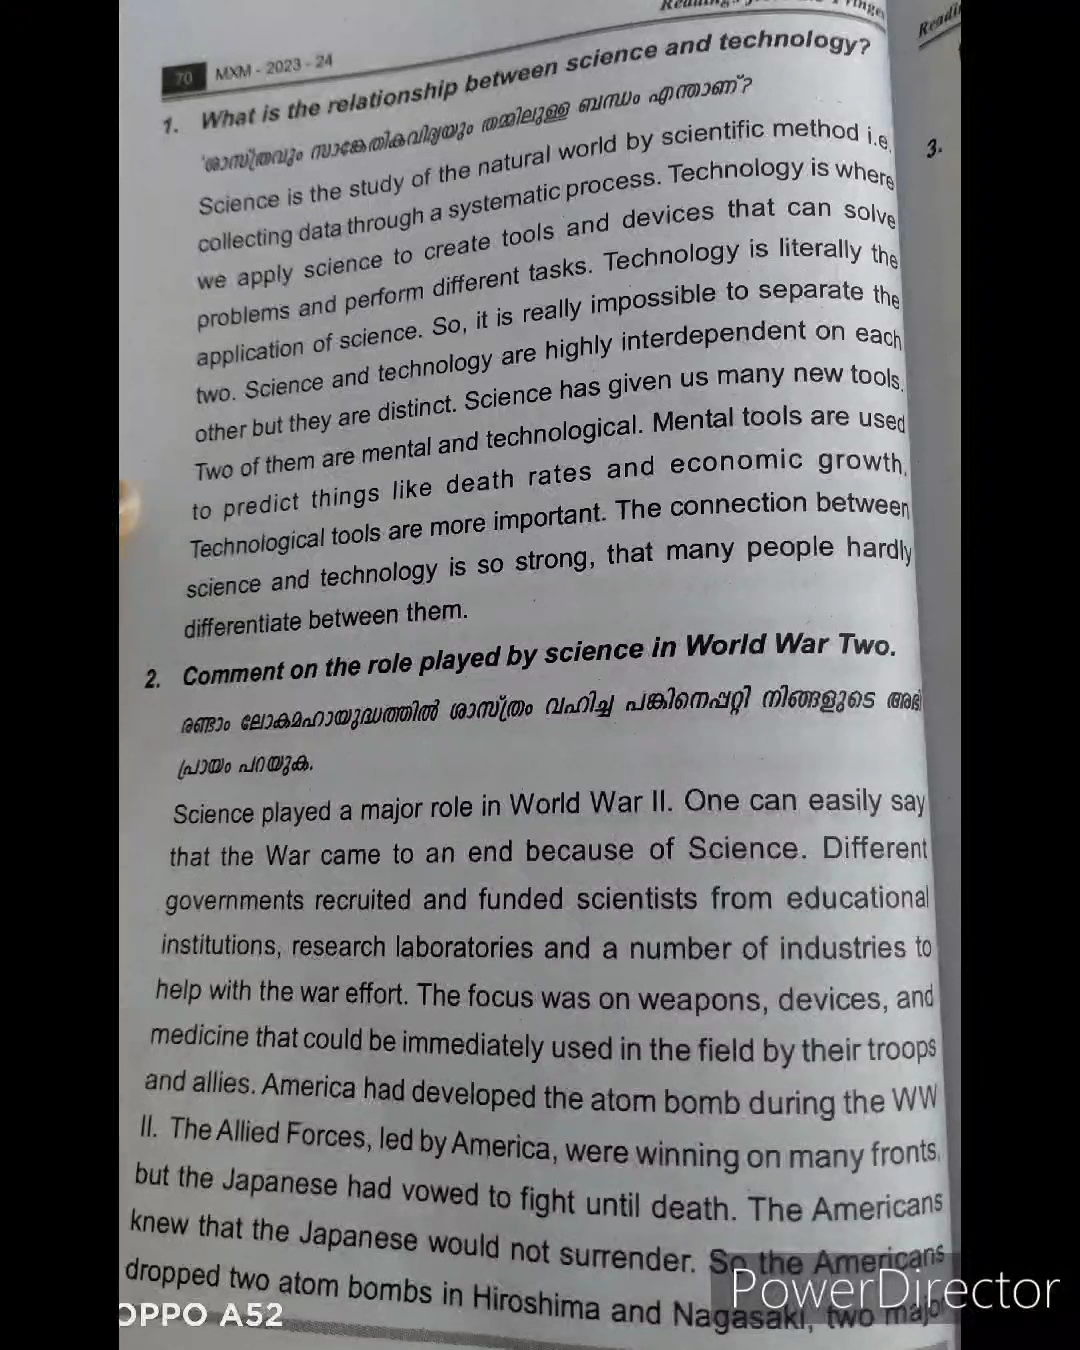 Readin
70 MXM - 2023 - 24
1. What is the relationship between science and technology?
ശാസ്ത്രവും സാങ്കേതികവിദ്യയും തമ്മിലുള്ള ബന്ധം എന്താണ്?
Science is the study of the natural world by scientific method i.e.
collecting data through a systematic process. Technology is where
we apply science to create tools and devices that can solve
problems and perform different tasks. Technology is literally the
application of science. So, it is really impossible to separate the
two. Science and technology are highly interdependent on each
other but they are distinct. Science has given us many new tools.
Two of them are mental and technological. Mental tools are used
to predict things like death rates and economic growth.
Technological tools are more important. The connection between
science and technology is so strong, that many people hardly
differentiate between them.
2. Comment on the role played by science in World War Two.
രണ്ടാം ലോകമഹായുദ്ധത്തിൽ ശാസ്ത്രം വഹിച്ച പങ്കിനെപ്പറ്റി നിങ്ങളുടെ അഭി
പ്രായം പറയുക.
Science played a major role in World War II. One can easily say
that the War came to an end because of Science. Different
governments recruited and funded scientists from educational
institutions, research laboratories and a number of industries to
help with the war effort. The focus was on weapons, devices, and
medicine that could be immediately used in the field by their troops
and allies. America had developed the atom bomb during the WW
II. The Allied Forces, led by America, were winning on many fronts,
but the Japanese had vowed to fight until death. The Americans
knew that the Japanese would not surrender. So the Americans
dropped two atom bombs in Hiroshima and Nagasaki, two major
3.
PowerDirector
OPPO A52